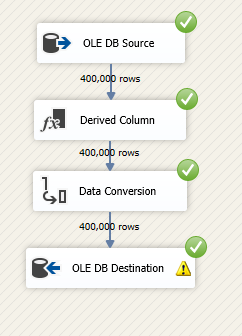 OLE DB Source
400,000 rows
fx Derived Column
400,000 rows
Data Conversion
400,000 rows
OLE DB Destination